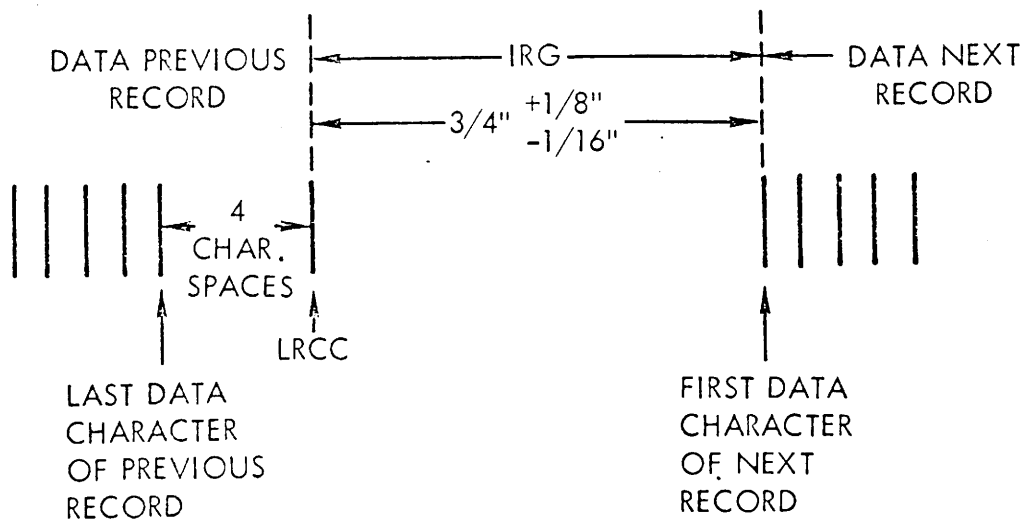 DATA PREVIOUS
RECORD
IRG
DATA NEXT
RECORD
3/4" +1/8"
-1/16"
4
CHAR.
SPACES
LRCC
LAST DATA
CHARACTER
OF PREVIOUS
RECORD
FIRST DATA
CHARACTER
OF NEXT
RECORD